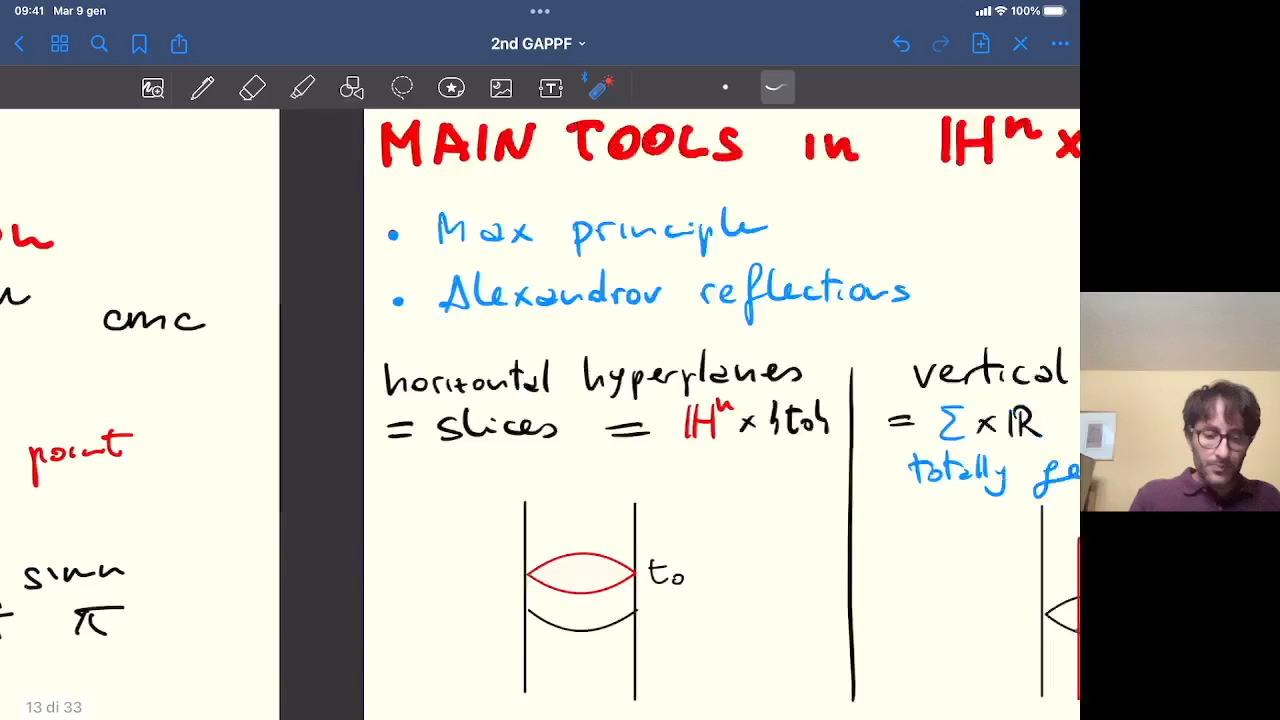 09:41 Mar 9 gen
100%
2nd GAPPF
cmc
point
π
MAIN TOOLS in ℍⁿ ×
• Max principle
• Alexandrov reflections
horizontal hyperplanes
= slices = ℍⁿ × {t₀}
t₀
vertical
= Σ × ℝ
totally ge
13 di 33